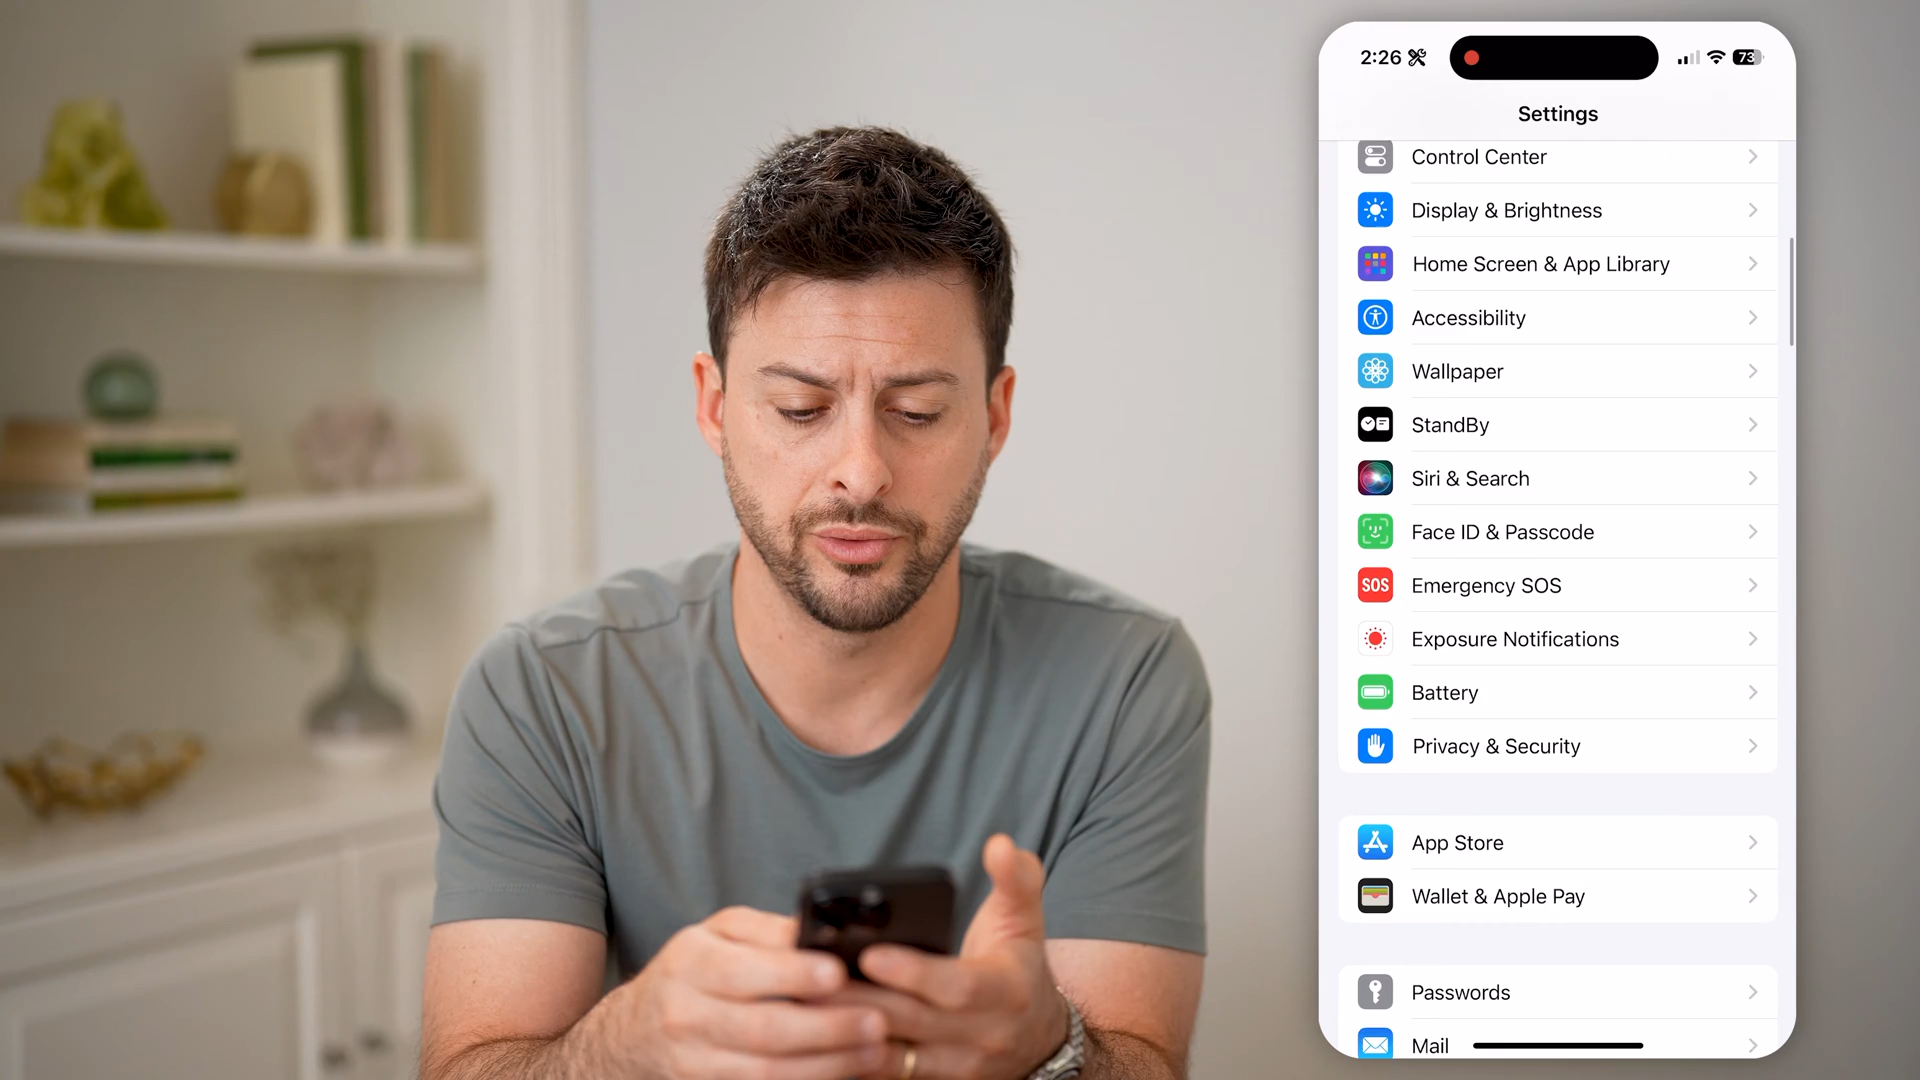 2:26
73
Settings
Control Center
Display & Brightness
Home Screen & App Library
Accessibility
Wallpaper
StandBy
Siri & Search
Face ID & Passcode
SOS Emergency SOS
Exposure Notifications
Battery
Privacy & Security
App Store
Wallet & Apple Pay
Passwords
Mail